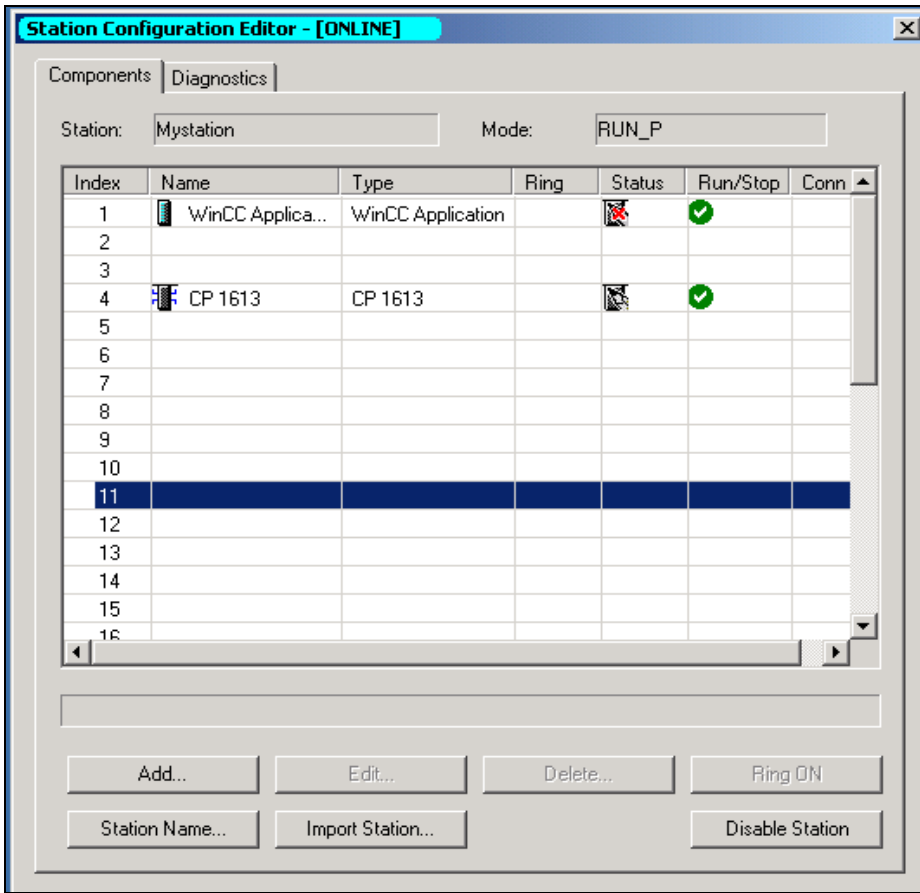 Station Configuration Editor - [ONLINE]
Components Diagnostics
Station: Mystation Mode: RUN_P
Index Name Type Ring Status Run/Stop Conn
1 WinCC Applica... WinCC Application
2
3
4 CP 1613 CP 1613
5
6
7
8
9
10
11
12
13
14
15
16
Add... Edit... Delete... Ring ON
Station Name... Import Station... Disable Station